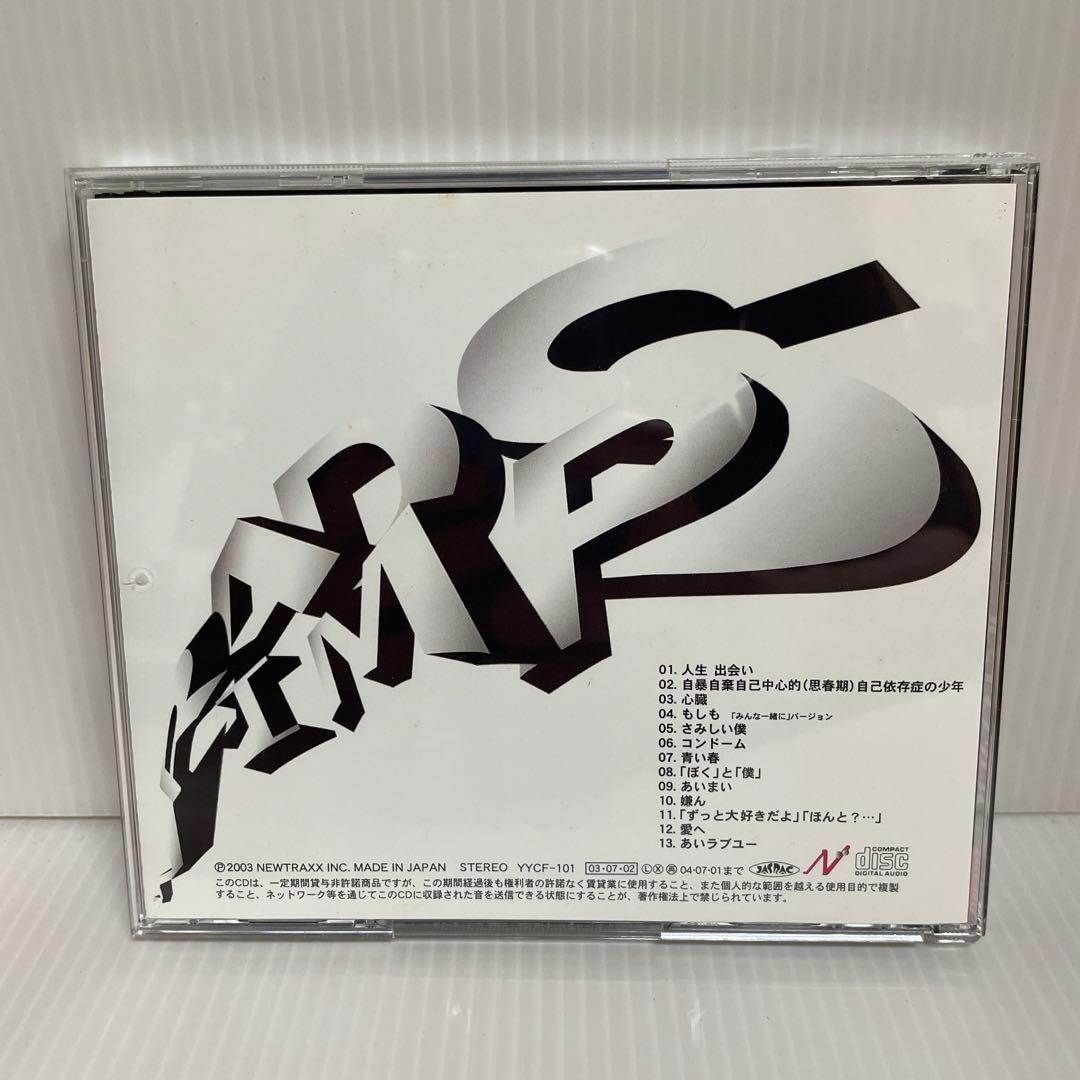 01. 人生 出会い
02. 自暴自棄自己中心的(思春期)自己依存症の少年
03. 心臓
04. もしも 「みんな一緒に」バージョン
05. さみしい僕
06. コンドーム
07. 青い春
08.「ぼく」と「僕」
09. あいまい
10. 嫌ん
11.「ずっと大好きだよ」「ほんと?…」
12. 愛へ
13. あいラブユー
Ⓟ2003 NEWTRAXX INC. MADE IN JAPAN STEREO YYCF-101 03・07・02 Ⓛ Ⓧ 再 04・07・01まで JASRAC N COMPACT disc DIGITAL AUDIO
このCDは、一定期間貸与非許諾商品ですが、この期間経過後も権利者の許諾なく賃貸業に使用すること、また個人的な範囲を越える使用目的で複製
すること、ネットワーク等を通じてこのCDに収録された音を送信できる状態にすることが、著作権法上で禁じられています。